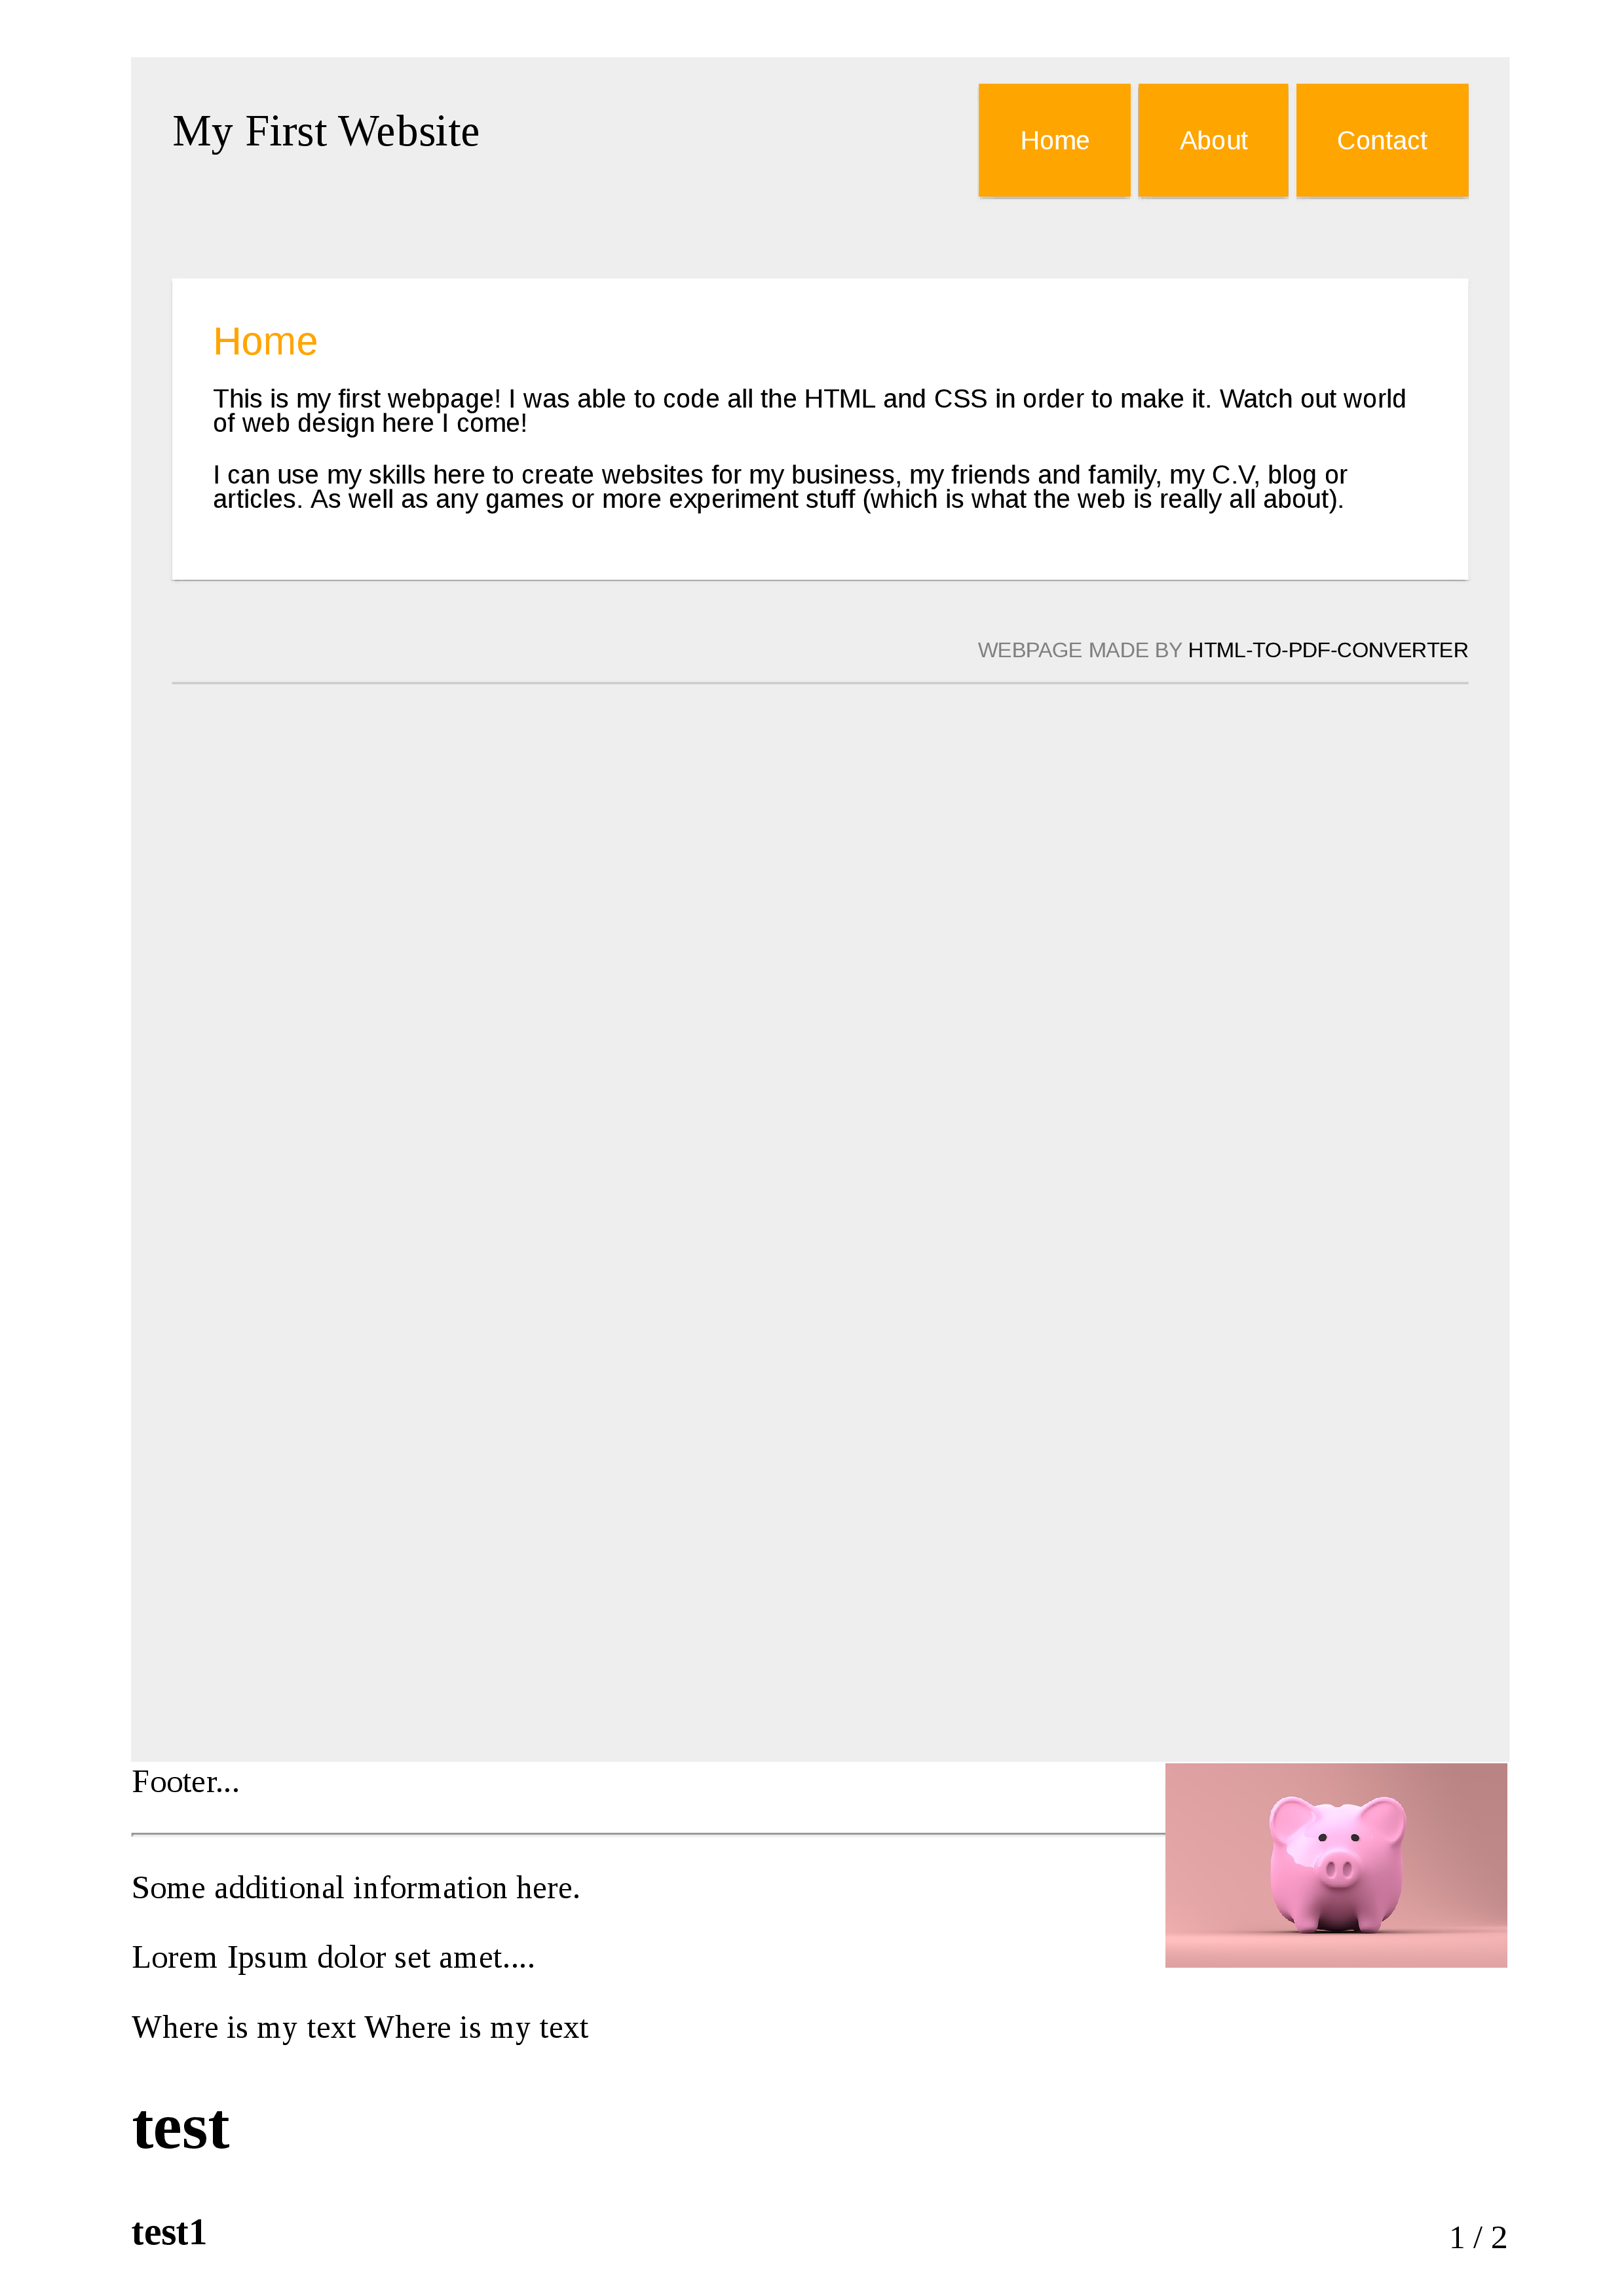 My First Website
Home
About
Contact
Home
This is my first webpage! I was able to code all the HTML and CSS in order to make it. Watch out world
of web design here I come!
I can use my skills here to create websites for my business, my friends and family, my C.V, blog or
articles. As well as any games or more experiment stuff (which is what the web is really all about).
WEBPAGE MADE BY HTML-TO-PDF-CONVERTER
Footer...
Some additional information here.
Lorem Ipsum dolor set amet....
Where is my text Where is my text
test
test1
1 / 2